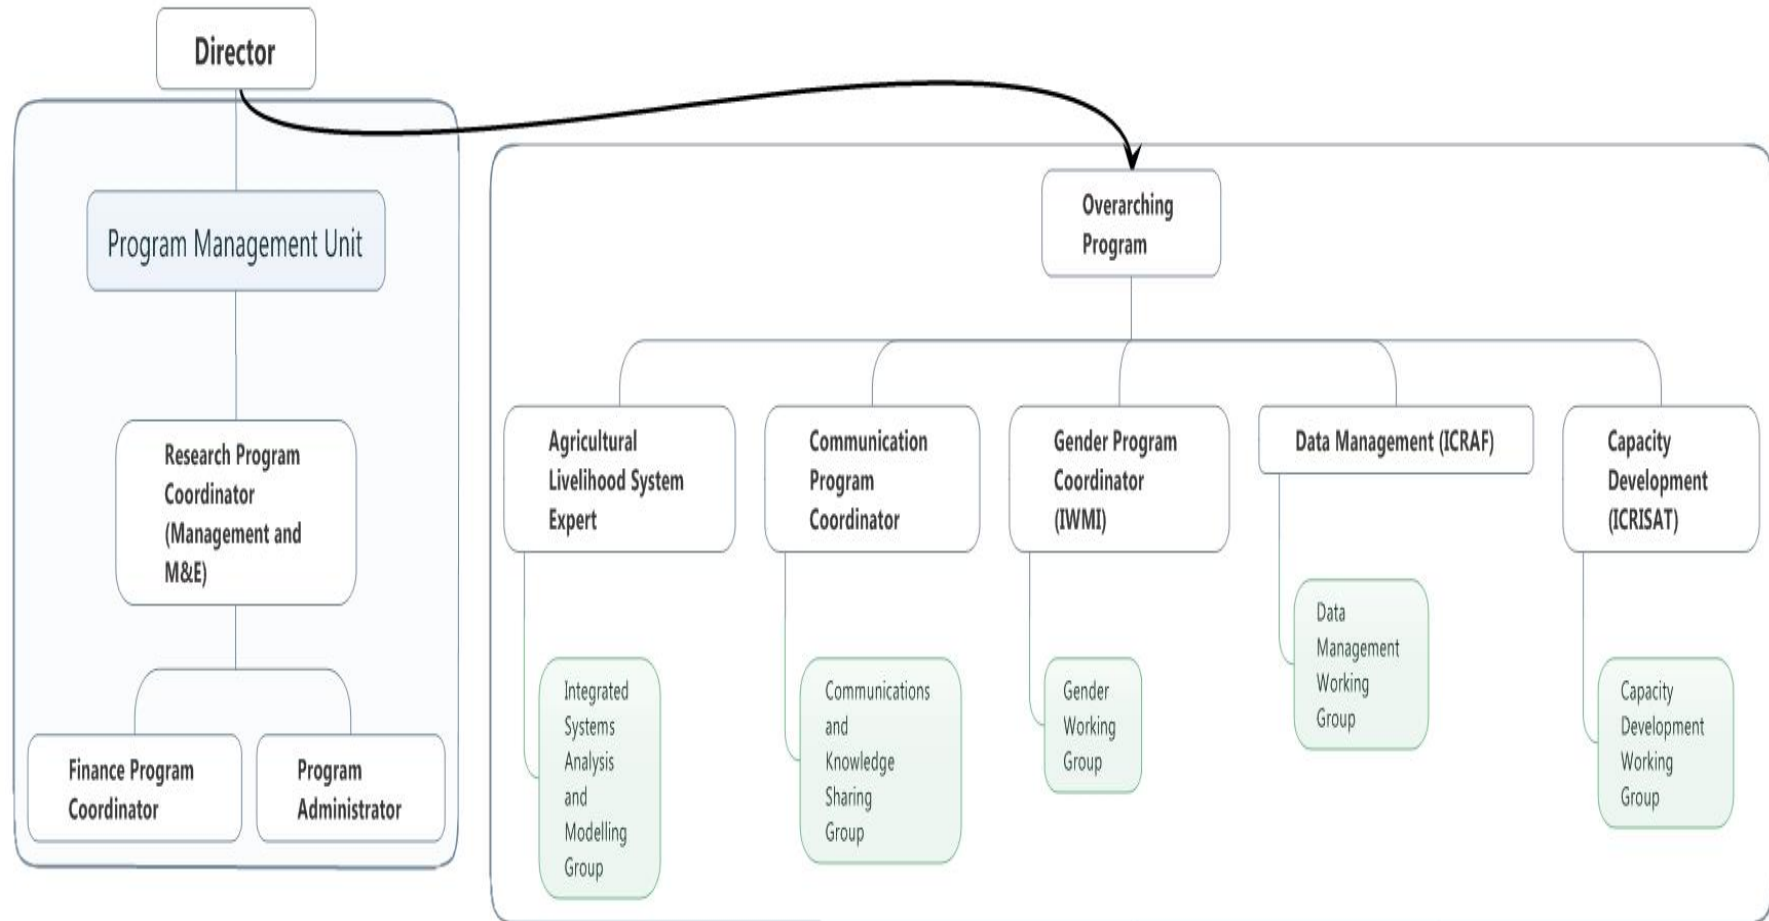 Director
Program Management Unit
Research Program
Coordinator
(Management and
M&E)
Finance Program
Coordinator
Program
Administrator
Overarching
Program
Agricultural
Livelihood System
Expert
Communication
Program
Coordinator
Gender Program
Coordinator
(IWMI)
Data Management (ICRAF)
Capacity
Development
(ICRISAT)
Integrated
Systems
Analysis
and
Modelling
Group
Communications
and
Knowledge
Sharing
Group
Gender
Working
Group
Data
Management
Working
Group
Capacity
Development
Working
Group